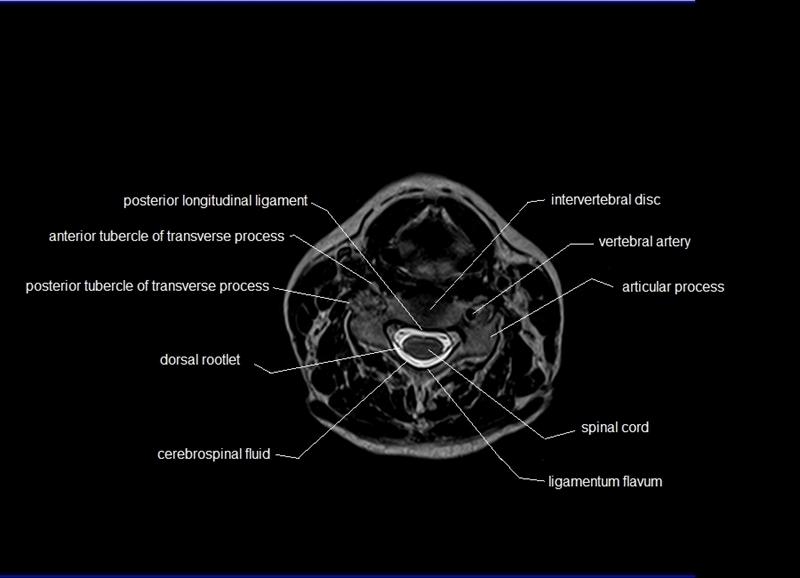 posterior longitudinal ligament
intervertebral disc
anterior tubercle of transverse process
vertebral artery
posterior tubercle of transverse process
articular process
dorsal rootlet
spinal cord
cerebrospinal fluid
ligamentum flavum